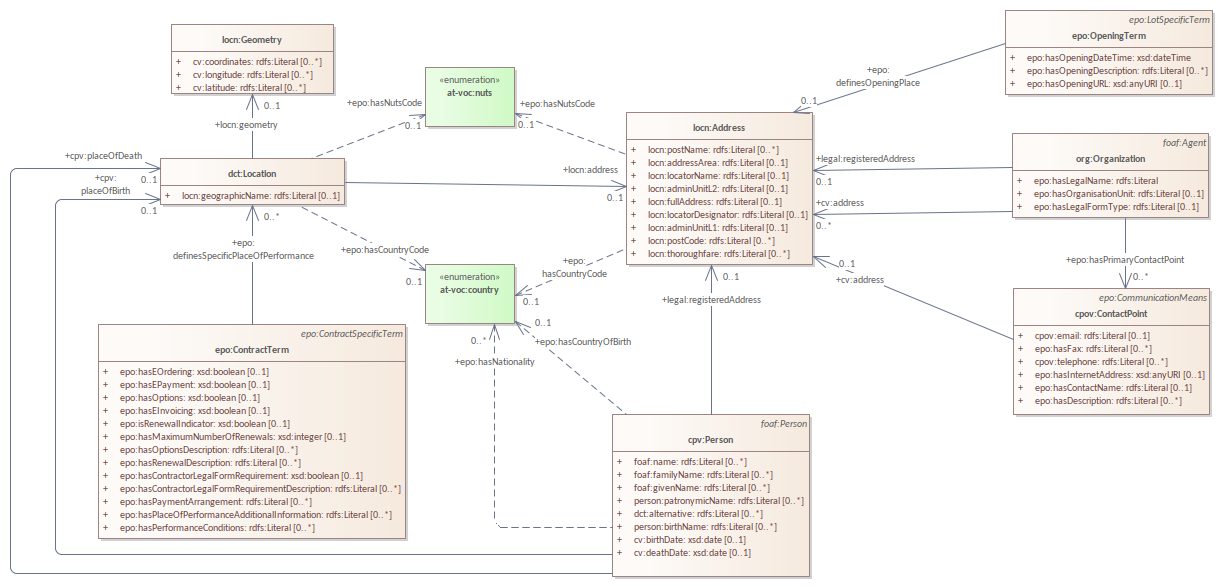 locn:Geometry
+ cv:coordinates: rdfs:Literal [0..*]
+ cv:longitude: rdfs:Literal [0..*]
+ cv:latitude: rdfs:Literal [0..*]
0..1
+locn:geometry
«enumeration»
at-voc:nuts
+epo:hasNutsCode
0..1
+epo:hasNutsCode
0..1
epo:LotSpecificTerm
epo:OpeningTerm
+ epo:hasOpeningDateTime: xsd:dateTime
+ epo:hasOpeningDescription: rdfs:Literal [0..*]
+ epo:hasOpeningURL: xsd:anyURI [0..1]
+epo:
definesOpeningPlace
0..1
locn:Address
+ locn:postName: rdfs:Literal [0..*]
+ locn:addressArea: rdfs:Literal [0..1]
+ locn:locatorName: rdfs:Literal [0..1]
+ locn:adminUnitL2: rdfs:Literal [0..1]
+ locn:fullAddress: rdfs:Literal [0..1]
+ locn:locatorDesignator: rdfs:Literal [0..1]
+ locn:adminUnitL1: rdfs:Literal [0..1]
+ locn:postCode: rdfs:Literal [0..*]
+ locn:thoroughfare: rdfs:Literal [0..*]
foaf:Agent
org:Organization
+ epo:hasLegalName: rdfs:Literal
+ epo:hasOrganisationUnit: rdfs:Literal [0..1]
+ epo:hasLegalFormType: rdfs:Literal [0..1]
+legal:registeredAddress
0..1
+cv:address
0..*
+cpv:placeOfDeath
0..1
+cpv:
placeOfBirth
0..1
dct:Location
+ locn:geographicName: rdfs:Literal [0..1]
+locn:address
0..1
0..*
+epo:
definesSpecificPlaceOfPerformance
+epo:hasCountryCode
0..1
«enumeration»
at-voc:country
+epo:
hasCountryCode
0..1
0..1
+cv:address
+epo:hasPrimaryContactPoint
0..*
epo:CommunicationMeans
cpov:ContactPoint
+ cpov:email: rdfs:Literal [0..1]
+ epo:hasFax: rdfs:Literal [0..*]
+ cpov:telephone: rdfs:Literal [0..*]
+ epo:hasInternetAddress: xsd:anyURI [0..1]
+ epo:hasContactName: rdfs:Literal [0..1]
+ epo:hasDescription: rdfs:Literal [0..*]
0..1
+legal:registeredAddress
0..1
+epo:hasCountryOfBirth
0..*
+epo:hasNationality
epo:ContractSpecificTerm
epo:ContractTerm
+ epo:hasEOrdering: xsd:boolean [0..1]
+ epo:hasEPayment: xsd:boolean [0..1]
+ epo:hasOptions: xsd:boolean [0..1]
+ epo:hasEInvoicing: xsd:boolean [0..1]
+ epo:isRenewalIndicator: xsd:boolean [0..1]
+ epo:hasMaximumNumberOfRenewals: xsd:integer [0..1]
+ epo:hasOptionsDescription: rdfs:Literal [0..*]
+ epo:hasRenewalDescription: rdfs:Literal [0..*]
+ epo:hasContractorLegalFormRequirement: xsd:boolean [0..1]
+ epo:hasContractorLegalFormRequirementDescription: rdfs:Literal [0..*]
+ epo:hasPaymentArrangement: rdfs:Literal [0..*]
+ epo:hasPlaceOfPerformanceAdditionalInformation: rdfs:Literal [0..*]
+ epo:hasPerformanceConditions: rdfs:Literal [0..*]
foaf:Person
cpv:Person
+ foaf:name: rdfs:Literal [0..*]
+ foaf:familyName: rdfs:Literal [0..*]
+ foaf:givenName: rdfs:Literal [0..*]
+ person:patronymicName: rdfs:Literal [0..*]
+ dct:alternative: rdfs:Literal [0..*]
+ person:birthName: rdfs:Literal [0..*]
+ cv:birthDate: xsd:date [0..1]
+ cv:deathDate: xsd:date [0..1]